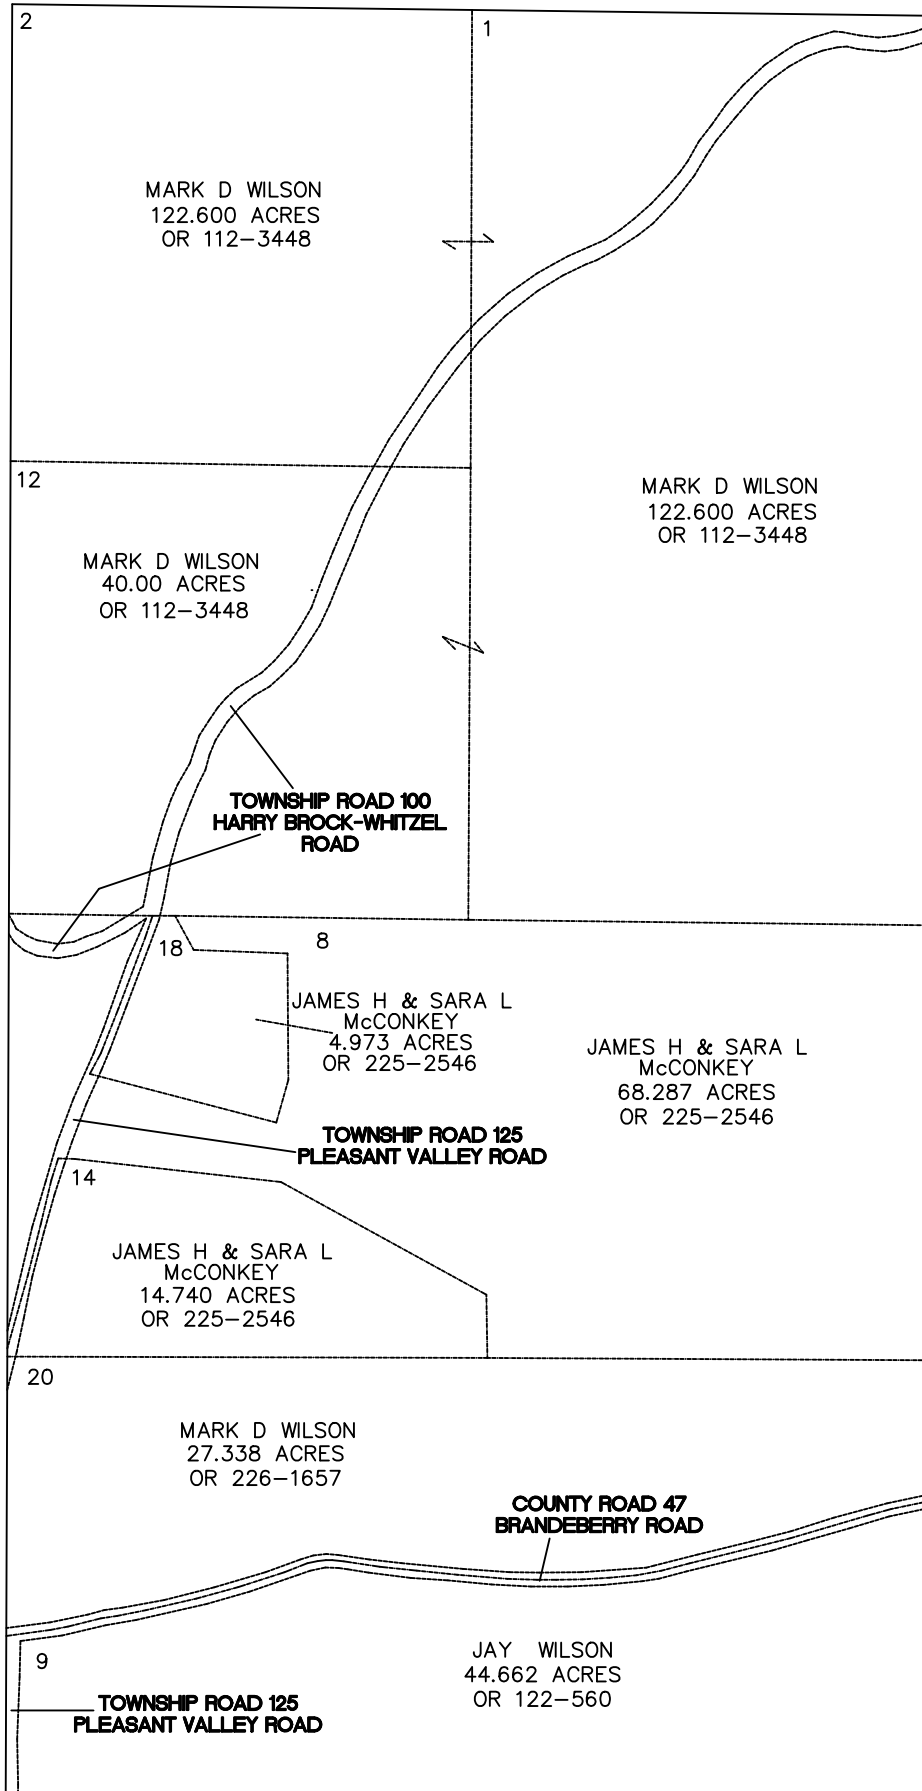 2
1
MARK D WILSON
122.600 ACRES
OR 112-3448
12
MARK D WILSON
122.600 ACRES
OR 112-3448
MARK D WILSON
40.00 ACRES
OR 112-3448
TOWNSHIP ROAD 100
HARRY BROCK-WHITZEL
ROAD
18
8
JAMES H & SARA L
McCONKEY
4.973 ACRES
OR 225-2546
JAMES H & SARA L
McCONKEY
68.287 ACRES
OR 225-2546
TOWNSHIP ROAD 125
PLEASANT VALLEY ROAD
14
JAMES H & SARA L
McCONKEY
14.740 ACRES
OR 225-2546
20
MARK D WILSON
27.338 ACRES
OR 226-1657
COUNTY ROAD 47
BRANDEBERRY ROAD
9
JAY WILSON
44.662 ACRES
OR 122-560
TOWNSHIP ROAD 125
PLEASANT VALLEY ROAD